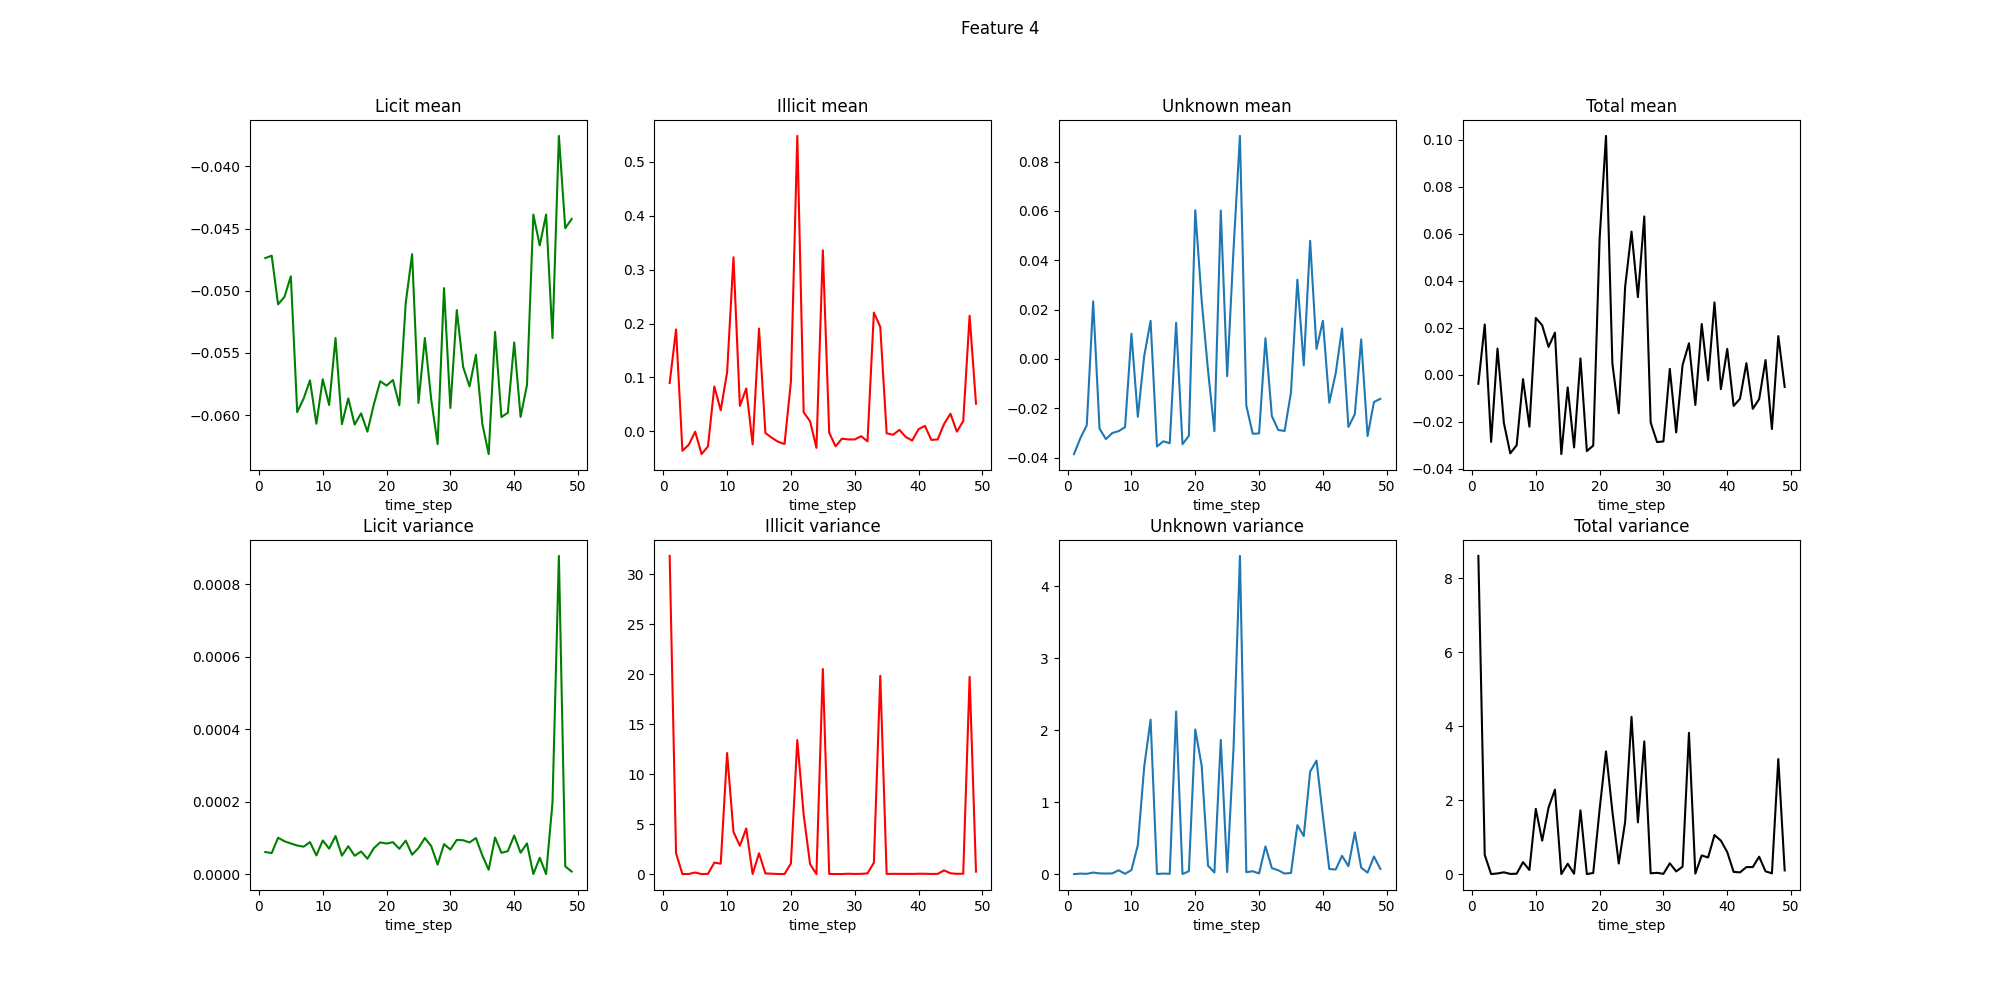 Feature 4
Licit mean
Illicit mean
Unknown mean
Total mean
−0.040
−0.045
−0.050
−0.055
−0.060
0 10 20 30 40 50
time_step
0.5
0.4
0.3
0.2
0.1
0.0
0 10 20 30 40 50
time_step
0.08
0.06
0.04
0.02
0.00
−0.02
−0.04
0 10 20 30 40 50
time_step
0.10
0.08
0.06
0.04
0.02
0.00
−0.02
−0.04
0 10 20 30 40 50
time_step
Licit variance
Illicit variance
Unknown variance
Total variance
0.0008
0.0006
0.0004
0.0002
0.0000
0 10 20 30 40 50
time_step
30
25
20
15
10
5
0
0 10 20 30 40 50
time_step
4
3
2
1
0
0 10 20 30 40 50
time_step
8
6
4
2
0
0 10 20 30 40 50
time_step